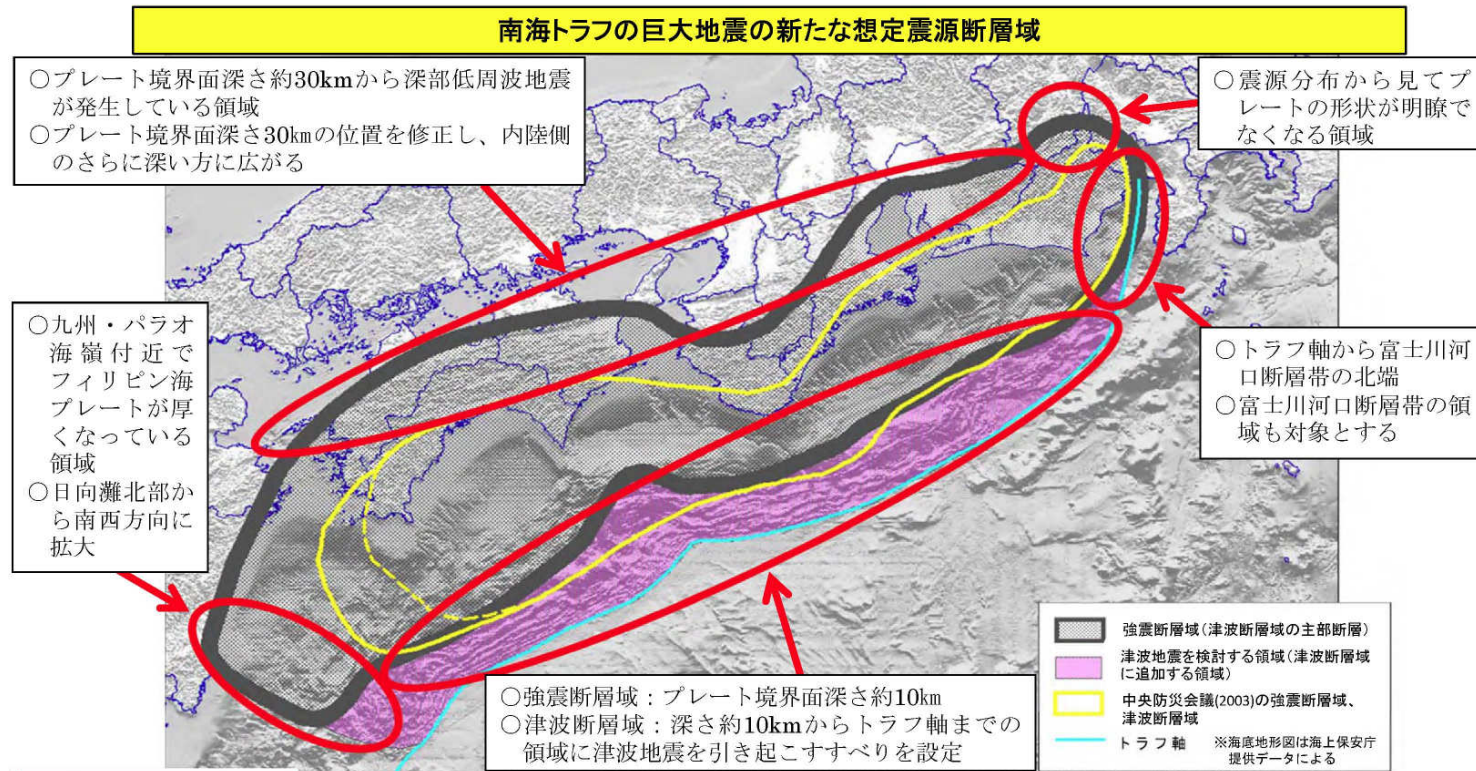 南海トラフの巨大地震の新たな想定震源断層域
○プレート境界面深さ約30kmから深部低周波地震
が発生している領域
○プレート境界面深さ30kmの位置を修正し、内陸側
のさらに深い方に広がる
○震源分布から見てプ
レートの形状が明瞭で
なくなる領域
○九州・パラオ
海嶺付近で
フィリピン海
プレートが厚
くなっている
領域
○日向灘北部か
ら南西方向に
拡大
○トラフ軸から富士川河
口断層帯の北端
○富士川河口断層帯の領
域も対象とする
○強震断層域：プレート境界面深さ約10km
○津波断層域：深さ約10kmからトラフ軸までの
領域に津波地震を引き起こすすべりを設定
強震断層域(津波断層域の主部断層)
津波地震を検討する領域(津波断層域
に追加する領域)
中央防災会議(2003)の強震断層域、
津波断層域
トラフ軸
※海底地形図は海上保安庁
提供データによる